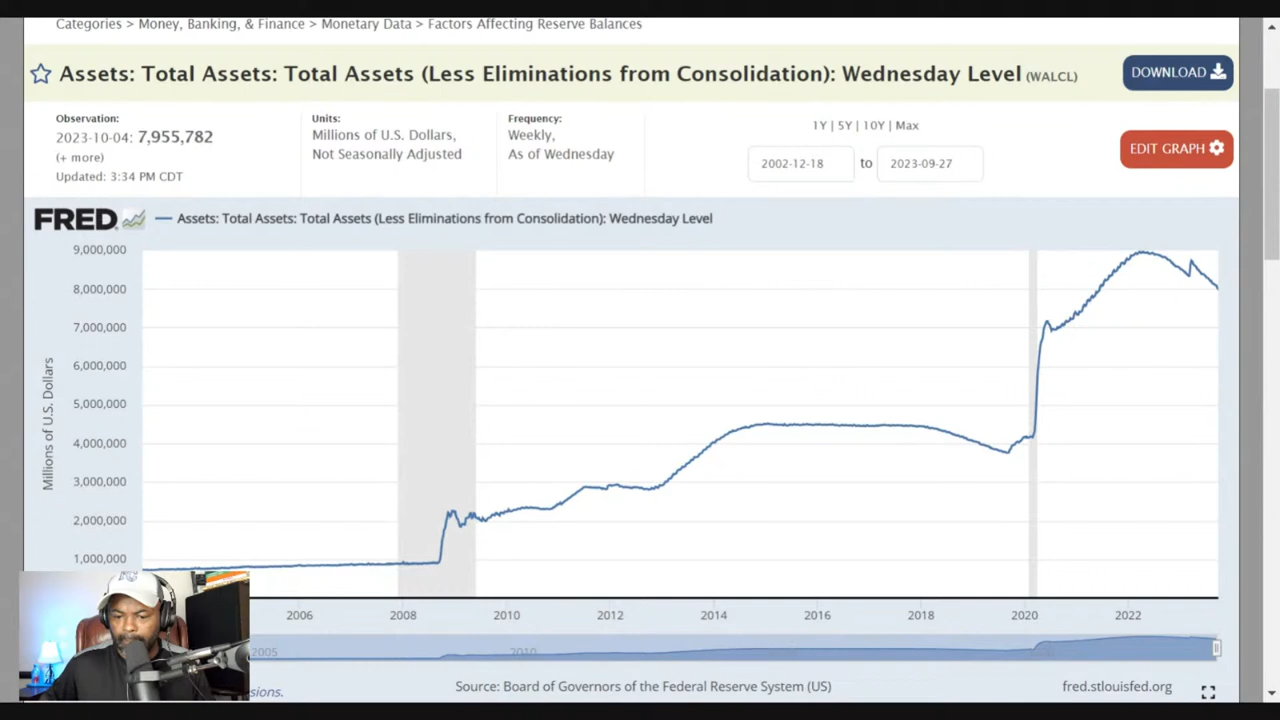 Categories > Money, Banking, & Finance > Monetary Data > Factors Affecting Reserve Balances
Assets: Total Assets: Total Assets (Less Eliminations from Consolidation): Wednesday Level (WALCL)
DOWNLOAD
Observation:
2023-10-04: 7,955,782
(+ more)
Updated: 3:34 PM CDT
Units:
Millions of U.S. Dollars,
Not Seasonally Adjusted
Frequency:
Weekly,
As of Wednesday
1Y | 5Y | 10Y | Max
2002-12-18 to 2023-09-27
EDIT GRAPH
FRED
Assets: Total Assets: Total Assets (Less Eliminations from Consolidation): Wednesday Level
Millions of U.S. Dollars
9,000,000
8,000,000
7,000,000
6,000,000
5,000,000
4,000,000
3,000,000
2,000,000
1,000,000
2006 2008 2010 2012 2014 2016 2018 2020 2022
2005 2010
sions.
Source: Board of Governors of the Federal Reserve System (US)
fred.stlouisfed.org